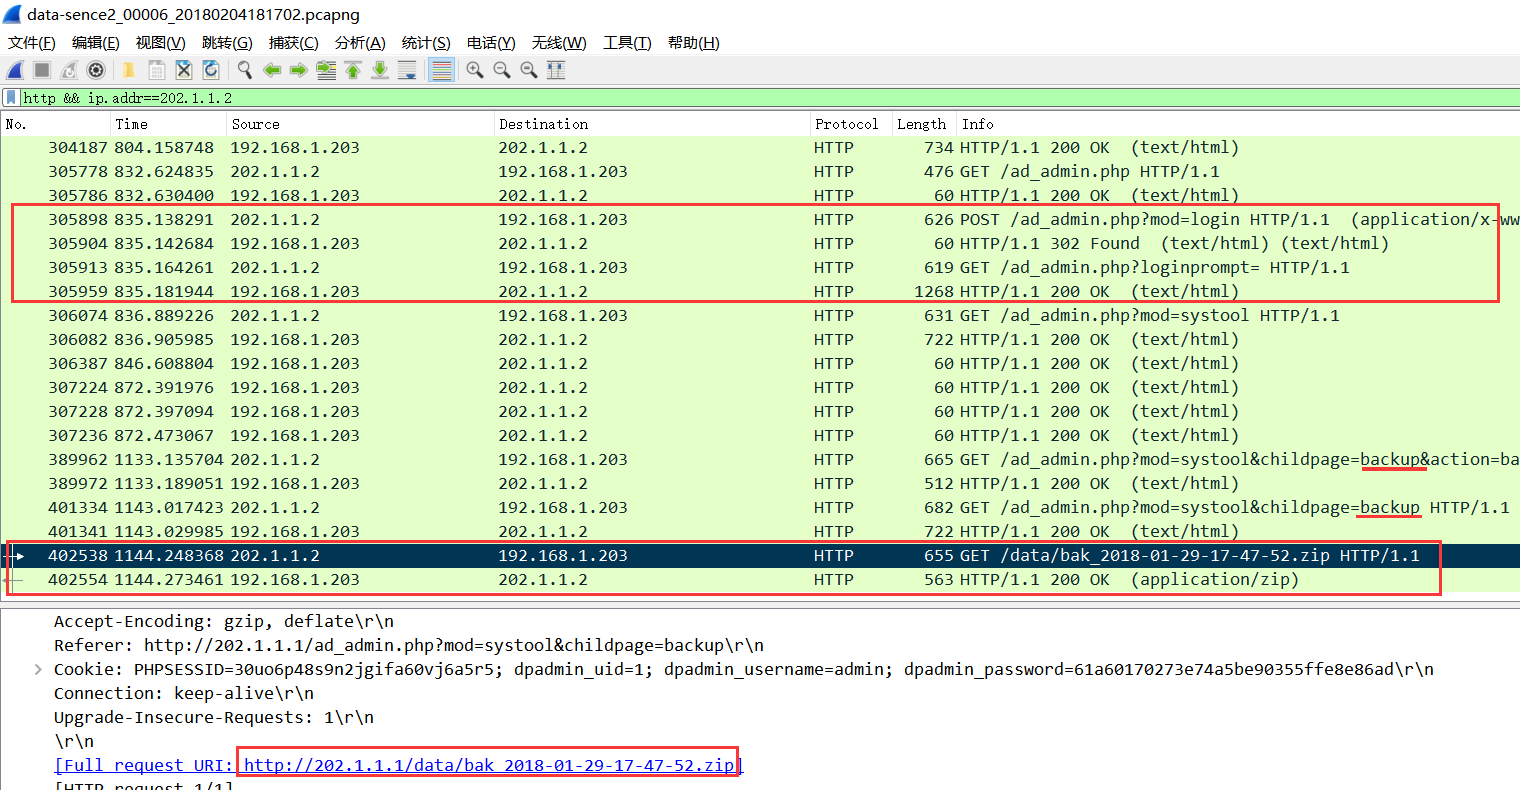 data-sence2_00006_20180204181702.pcapng
文件(F) 编辑(E) 视图(V) 跳转(G) 捕获(C) 分析(A) 统计(S) 电话(Y) 无线(W) 工具(T) 帮助(H)
http && ip.addr==202.1.1.2
No. Time Source Destination Protocol Length Info
304187 804.158748 192.168.1.203 202.1.1.2 HTTP 734 HTTP/1.1 200 OK (text/html)
305778 832.624835 202.1.1.2 192.168.1.203 HTTP 476 GET /ad_admin.php HTTP/1.1
305786 832.630400 192.168.1.203 202.1.1.2 HTTP 60 HTTP/1.1 200 OK (text/html)
305898 835.138291 202.1.1.2 192.168.1.203 HTTP 626 POST /ad_admin.php?mod=login HTTP/1.1 (application/x-ww
305904 835.142684 192.168.1.203 202.1.1.2 HTTP 60 HTTP/1.1 302 Found (text/html) (text/html)
305913 835.164261 202.1.1.2 192.168.1.203 HTTP 619 GET /ad_admin.php?loginprompt= HTTP/1.1
305959 835.181944 192.168.1.203 202.1.1.2 HTTP 1268 HTTP/1.1 200 OK (text/html)
306074 836.889226 202.1.1.2 192.168.1.203 HTTP 631 GET /ad_admin.php?mod=systool HTTP/1.1
306082 836.905985 192.168.1.203 202.1.1.2 HTTP 722 HTTP/1.1 200 OK (text/html)
306387 846.608804 192.168.1.203 202.1.1.2 HTTP 60 HTTP/1.1 200 OK (text/html)
307224 872.391976 192.168.1.203 202.1.1.2 HTTP 60 HTTP/1.1 200 OK (text/html)
307228 872.397094 192.168.1.203 202.1.1.2 HTTP 60 HTTP/1.1 200 OK (text/html)
307236 872.473067 192.168.1.203 202.1.1.2 HTTP 60 HTTP/1.1 200 OK (text/html)
389962 1133.135704 202.1.1.2 192.168.1.203 HTTP 665 GET /ad_admin.php?mod=systool&childpage=backup&action=ba
389972 1133.189051 192.168.1.203 202.1.1.2 HTTP 512 HTTP/1.1 200 OK (text/html)
401334 1143.017423 202.1.1.2 192.168.1.203 HTTP 682 GET /ad_admin.php?mod=systool&childpage=backup HTTP/1.1
401341 1143.029985 192.168.1.203 202.1.1.2 HTTP 722 HTTP/1.1 200 OK (text/html)
402538 1144.248368 202.1.1.2 192.168.1.203 HTTP 655 GET /data/bak_2018-01-29-17-47-52.zip HTTP/1.1
402554 1144.273461 192.168.1.203 202.1.1.2 HTTP 563 HTTP/1.1 200 OK (application/zip)
Accept-Encoding: gzip, deflate\r\n
Referer: http://202.1.1.1/ad_admin.php?mod=systool&childpage=backup\r\n
Cookie: PHPSESSID=30uo6p48s9n2jgifa60vj6a5r5; dpadmin_uid=1; dpadmin_username=admin; dpadmin_password=61a60170273e74a5be90355ffe8e86ad\r\n
Connection: keep-alive\r\n
Upgrade-Insecure-Requests: 1\r\n
\r\n
[Full request URI: http://202.1.1.1/data/bak_2018-01-29-17-47-52.zip]
[HTTP request 1/1]